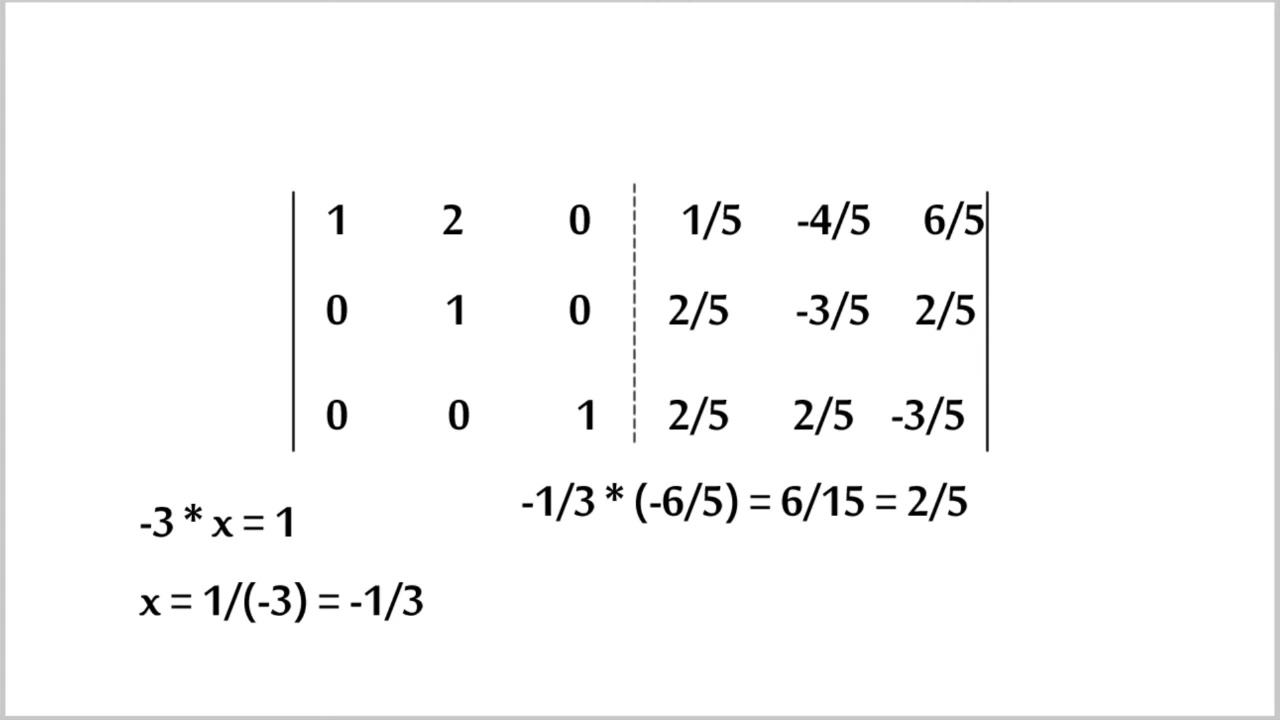 1 2 0 1/5 -4/5 6/5
0 1 0 2/5 -3/5 2/5
0 0 1 2/5 2/5 -3/5
-1/3 * (-6/5) = 6/15 = 2/5
-3 * x = 1
x = 1/(-3) = -1/3